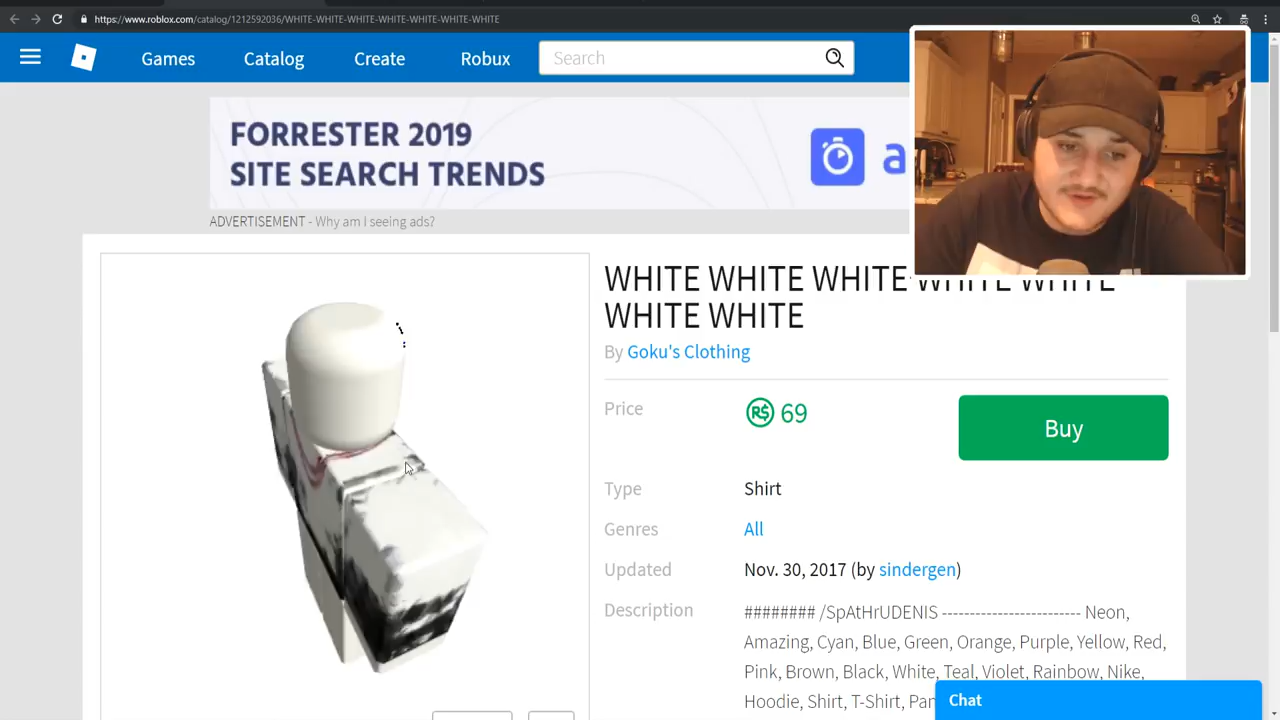 https://www.roblox.com/catalog/1212592036/WHITE-WHITE-WHITE-WHITE-WHITE-WHITE-WHITE
Games Catalog Create Robux Search
FORRESTER 2019
SITE SEARCH TRENDS
a
ADVERTISEMENT - Why am I seeing ads?
WHITE WHITE WHITE WHITE WHITE
WHITE WHITE
By Goku's Clothing
Price R$ 69 Buy
Type Shirt
Genres All
Updated Nov. 30, 2017 (by sindergen)
Description ######## /SpAtHrUDENIS ------------------------ Neon,
Amazing, Cyan, Blue, Green, Orange, Purple, Yellow, Red,
Pink, Brown, Black, White, Teal, Violet, Rainbow, Nike,
Hoodie, Shirt, T-Shirt, Pan
Chat